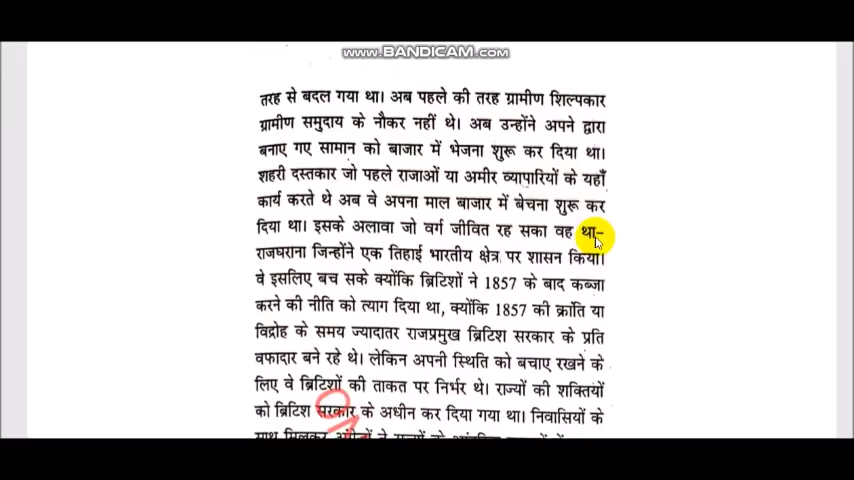 www.BANDICAM.com
तरह से बदल गया था। अब पहले की तरह ग्रामीण शिल्पकार
ग्रामीण समुदाय के नौकर नहीं थे। अब उन्होंने अपने द्वारा
बनाए गए सामान को बाजार में भेजना शुरू कर दिया था।
शहरी दस्तकार जो पहले राजाओं या अमीर व्यापारियों के यहाँ
कार्य करते थे अब वे अपना माल बाजार में बेचना शुरू कर
दिया था। इसके अलावा जो वर्ग जीवित रह सका वह था–
राजघराना जिन्होंने एक तिहाई भारतीय क्षेत्र पर शासन किया।
वे इसलिए बच सके क्योंकि ब्रिटिशों ने 1857 के बाद कब्जा
करने की नीति को त्याग दिया था, क्योंकि 1857 की क्रांति या
विद्रोह के समय ज्यादातर राजप्रमुख ब्रिटिश सरकार के प्रति
वफादार बने रहे थे। लेकिन अपनी स्थिति को बचाए रखने के
लिए वे ब्रिटिशों की ताकत पर निर्भर थे। राज्यों की शक्तियों
को ब्रिटिश सरकार के अधीन कर दिया गया था। निवासियों के
साथ मिलकर अंग्रेजों ने राज्यों के